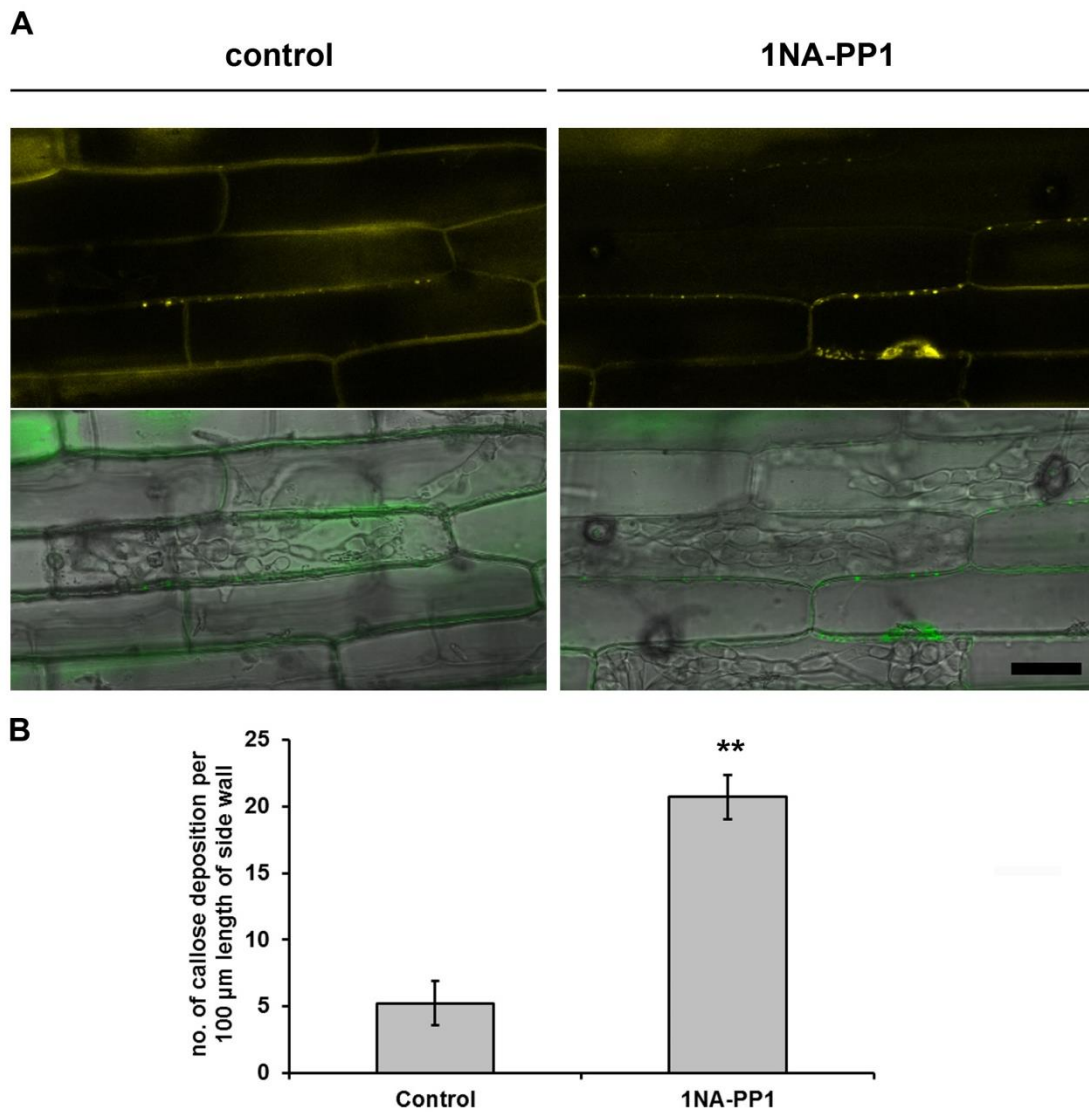 A
control 1NA-PP1
B
25
**
20
15
10
5
0
no. of callose deposition per
100 µm length of side wall
Control 1NA-PP1